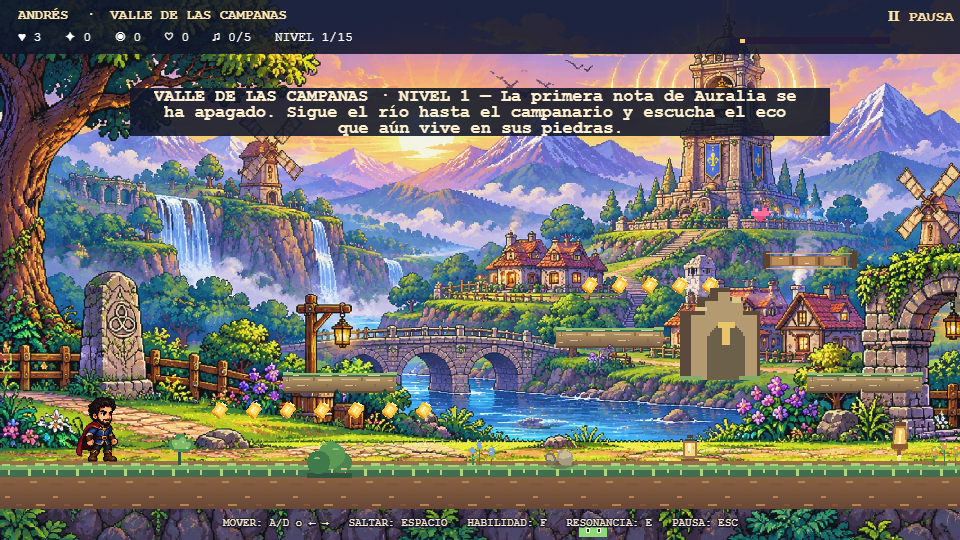 ANDRÉS · VALLE DE LAS CAMPANAS
II PAUSA
♥ 3 ✦ 0 ◉ 0 ♡ 0 ♫ 0/5 NIVEL 1/15
VALLE DE LAS CAMPANAS · NIVEL 1 — La primera nota de Auralia se
ha apagado. Sigue el río hasta el campanario y escucha el eco
que aún vive en sus piedras.
MOVER: A/D o ← → SALTAR: ESPACIO HABILIDAD: F RESONANCIA: E PAUSA: ESC